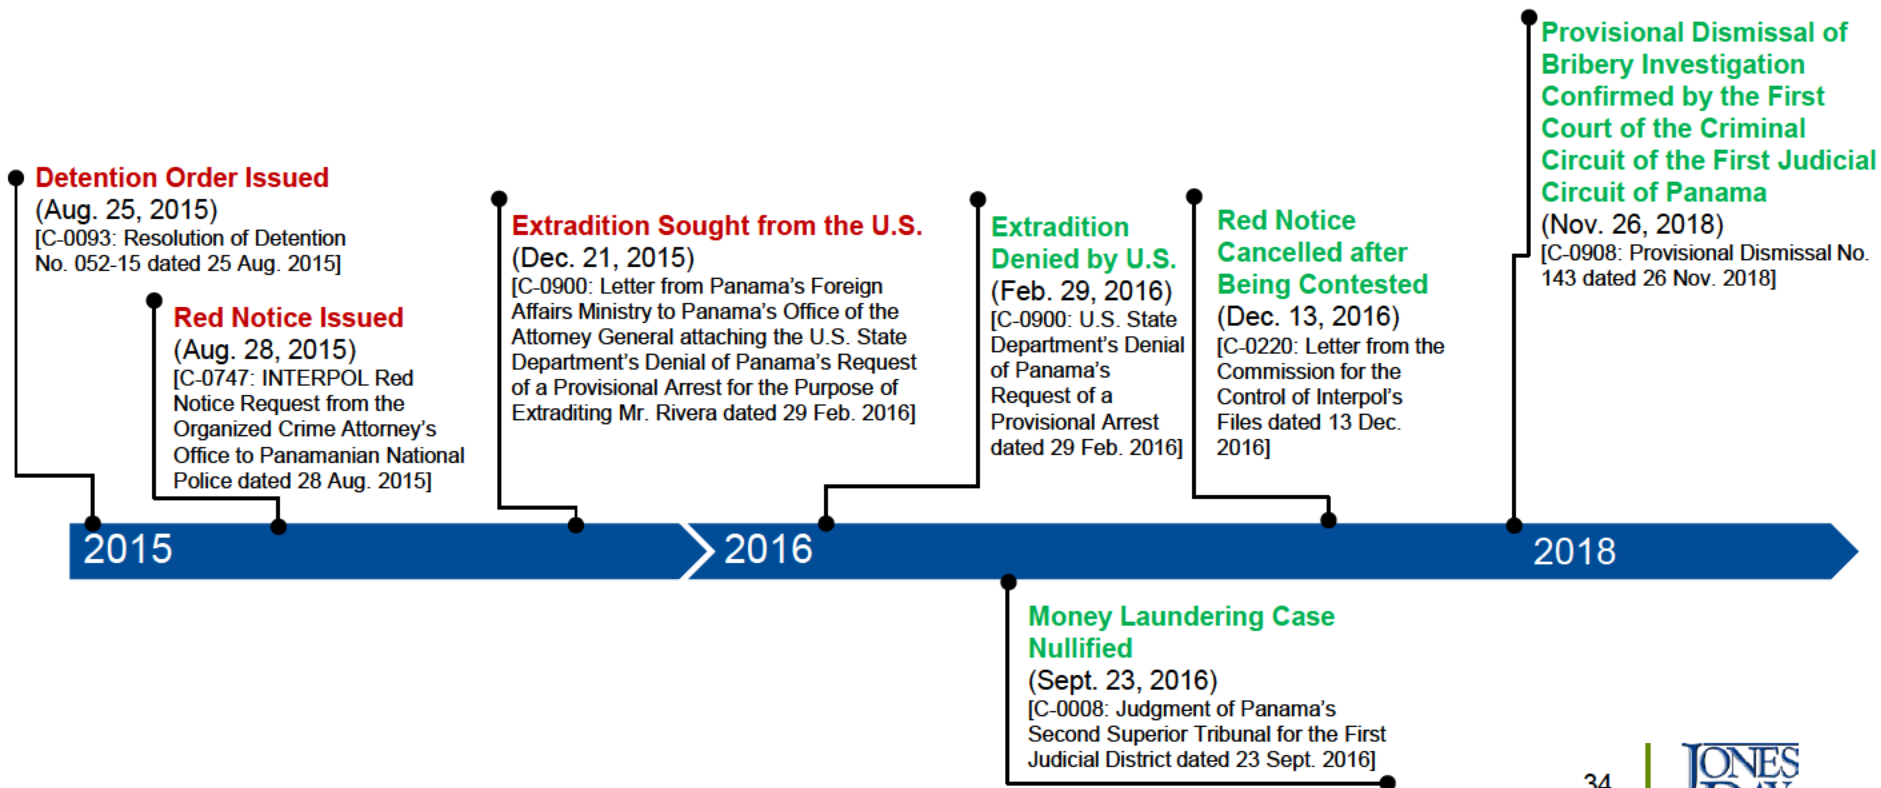 Detention Order Issued
(Aug. 25, 2015)
[C-0093: Resolution of Detention
No. 052-15 dated 25 Aug. 2015]
Red Notice Issued
(Aug. 28, 2015)
[C-0747: INTERPOL Red
Notice Request from the
Organized Crime Attorney's
Office to Panamanian National
Police dated 28 Aug. 2015]
Extradition Sought from the U.S.
(Dec. 21, 2015)
[C-0900: Letter from Panama's Foreign
Affairs Ministry to Panama's Office of the
Attorney General attaching the U.S. State
Department's Denial of Panama's Request
of a Provisional Arrest for the Purpose of
Extraditing Mr. Rivera dated 29 Feb. 2016]
Extradition
Denied by U.S.
(Feb. 29, 2016)
[C-0900: U.S. State
Department's Denial
of Panama's
Request of a
Provisional Arrest
dated 29 Feb. 2016]
Red Notice
Cancelled after
Being Contested
(Dec. 13, 2016)
[C-0220: Letter from the
Commission for the
Control of Interpol's
Files dated 13 Dec.
2016]
Provisional Dismissal of
Bribery Investigation
Confirmed by the First
Court of the Criminal
Circuit of the First Judicial
Circuit of Panama
(Nov. 26, 2018)
[C-0908: Provisional Dismissal No.
143 dated 26 Nov. 2018]
2015
2016
2018
Money Laundering Case
Nullified
(Sept. 23, 2016)
[C-0008: Judgment of Panama's
Second Superior Tribunal for the First
Judicial District dated 23 Sept. 2016]
34
JONES
DAY